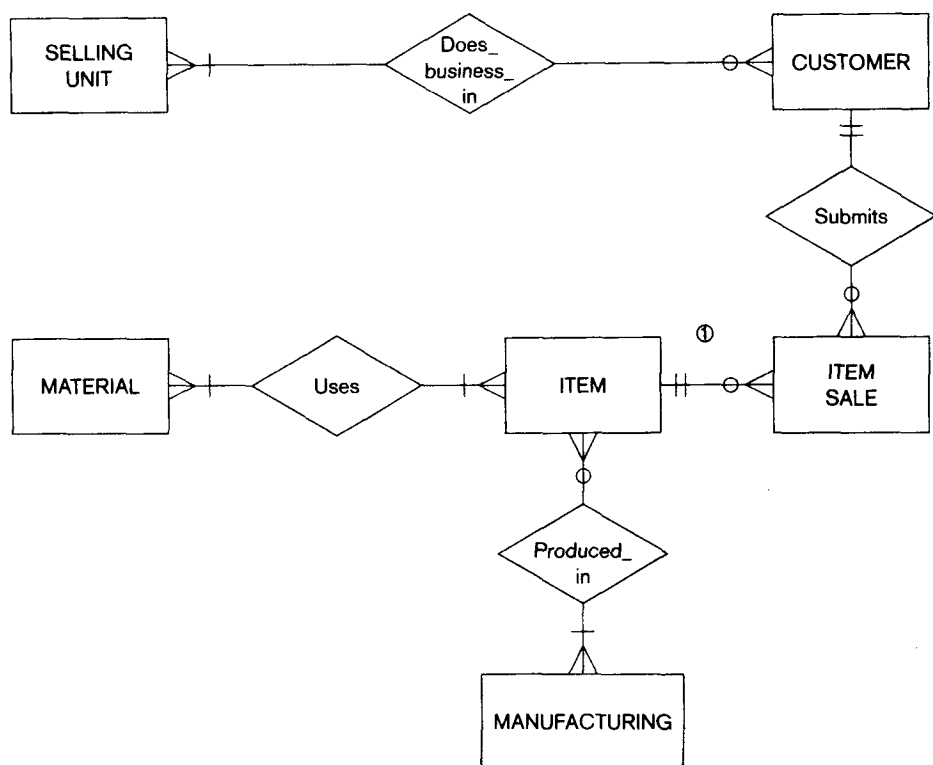 SELLING
UNIT
Does_
business_
in
CUSTOMER
Submits
①
MATERIAL
Uses
ITEM
ITEM
SALE
Produced_
in
MANUFACTURING